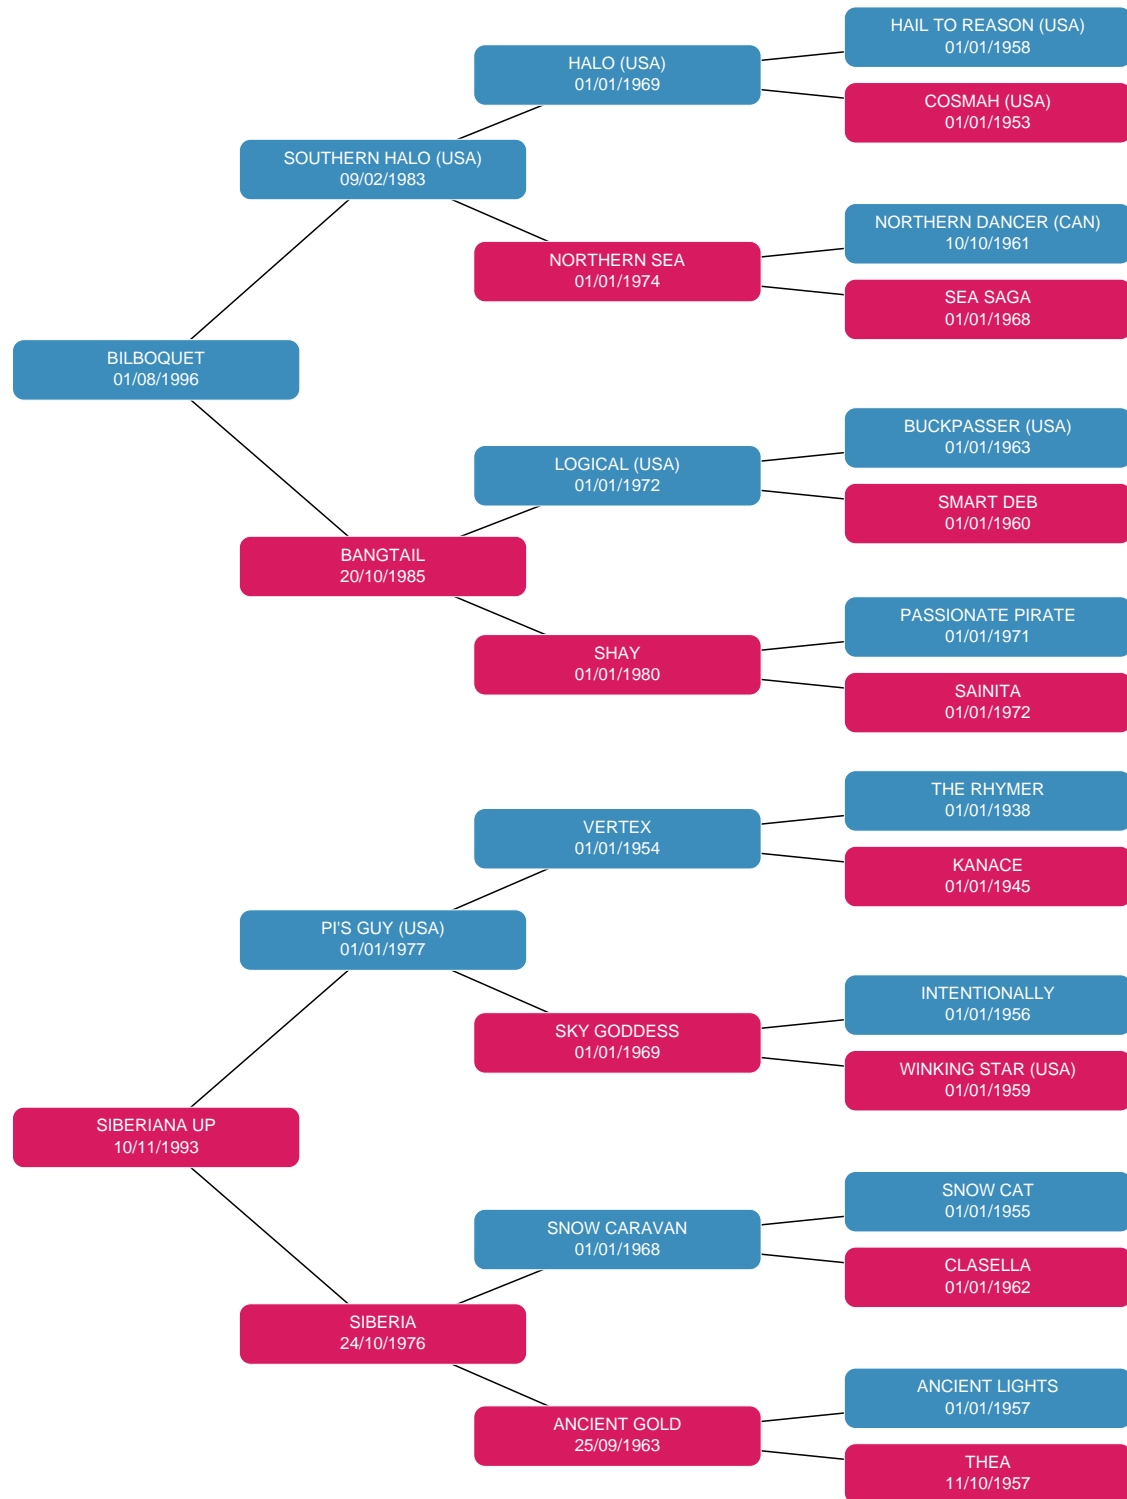 HAIL TO REASON (USA)
01/01/1958
HALO (USA)
01/01/1969
COSMAH (USA)
01/01/1953
SOUTHERN HALO (USA)
09/02/1983
NORTHERN DANCER (CAN)
10/10/1961
NORTHERN SEA
01/01/1974
SEA SAGA
01/01/1968
BILBOQUET
01/08/1996
BUCKPASSER (USA)
01/01/1963
LOGICAL (USA)
01/01/1972
SMART DEB
01/01/1960
BANGTAIL
20/10/1985
PASSIONATE PIRATE
01/01/1971
SHAY
01/01/1980
SAINITA
01/01/1972
THE RHYMER
01/01/1938
VERTEX
01/01/1954
KANACE
01/01/1945
PI'S GUY (USA)
01/01/1977
INTENTIONALLY
01/01/1956
SKY GODDESS
01/01/1969
WINKING STAR (USA)
01/01/1959
SIBERIANA UP
10/11/1993
SNOW CAT
01/01/1955
SNOW CARAVAN
01/01/1968
CLASELLA
01/01/1962
SIBERIA
24/10/1976
ANCIENT LIGHTS
01/01/1957
ANCIENT GOLD
25/09/1963
THEA
11/10/1957